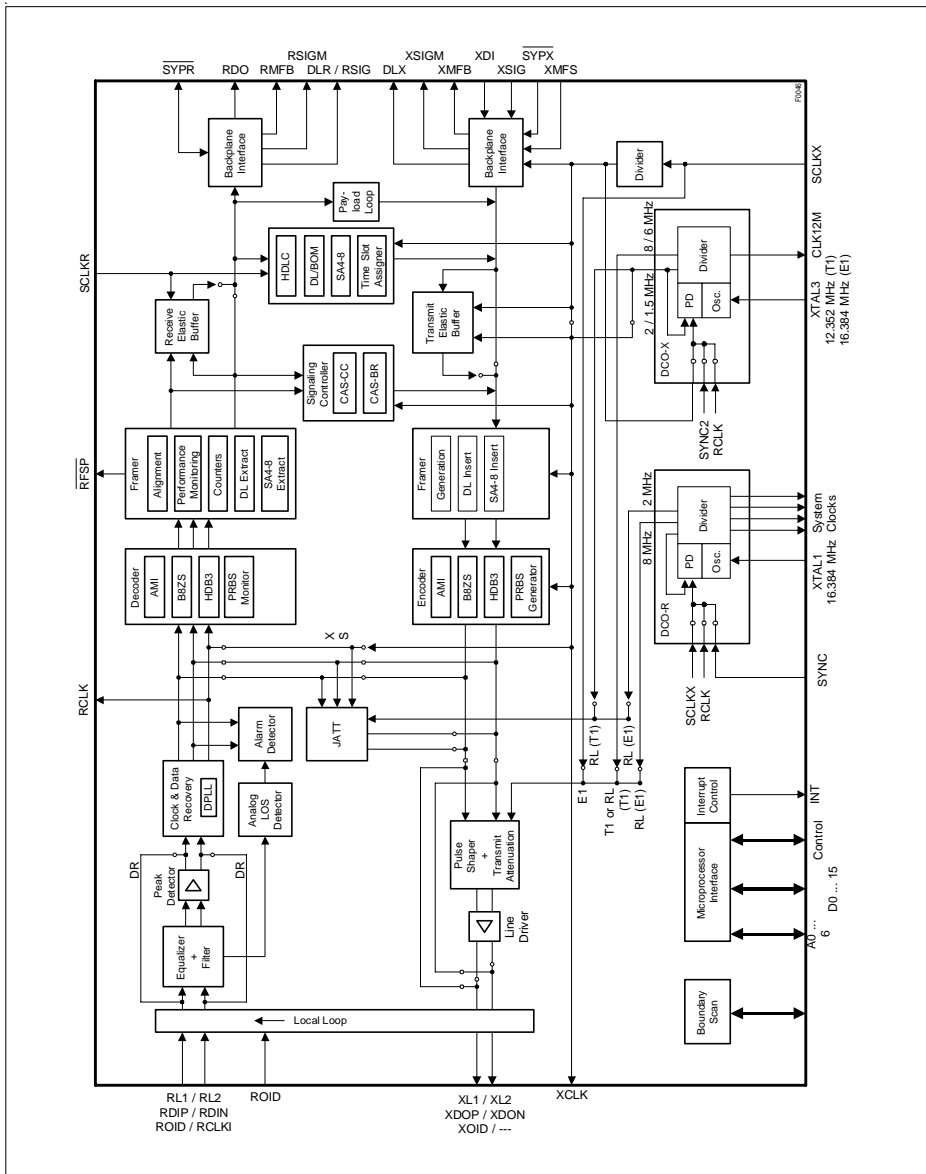 RSIGM
XSIGM
XDI
SYPX
SYPR
RDO
RMFB
DLR / RSIG
DLX
XMFB
XSIG
XMFS
F0046
Backplane
Interface
Backplane
Interface
Divider
SCLKX
Pay-
load
Loop
SCLKR
HDLC
DL/BOM
SA4-8
Time Slot
Assigner
8 / 6 MHz
2 / 1.5 MHz
Divider
PD
Osc.
DCO-X
CLK12M
XTAL3
12.352 MHz (T1)
16.384 MHz (E1)
Receive
Elastic
Buffer
Transmit
Elastic
Buffer
Signaling
Controller
CAS-CC
CAS-BR
SYNC2
RCLK
RFSP
Framer
Alignment
Performance
Monitoring
Counters
DL Extract
SA4-8
Extract
Framer
Generation
DL Insert
SA4-8 Insert
2 MHz
8 MHz
Divider
PD
Osc.
DCO-R
System
Clocks
XTAL1
16.384 MHz
Decoder
AMI
B8ZS
HDB3
PRBS
Monitor
Encoder
AMI
B8ZS
HDB3
PRBS
Generator
SCLKX
RCLK
SYNC
RCLK
X
S
JATT
Alarm
Detector
Clock & Data
Recovery
DPLL
Analog
LOS
Detector
RL (T1)
RL (E1)
E1
T1 or RL
(T1)
RL (E1)
Interrupt
Control
INT
Microprocessor
Interface
Control
D0 ... 15
A0 ...
6
DR
Peak
Detector
DR
Equalizer
+
Filter
Pulse
Shaper
+
Transmit
Attenuation
Line
Driver
Boundary
Scan
Local Loop
RL1 / RL2
RDIP / RDIN
ROID / RCLKI
ROID
XL1 / XL2
XDOP / XDON
XOID / ---
XCLK